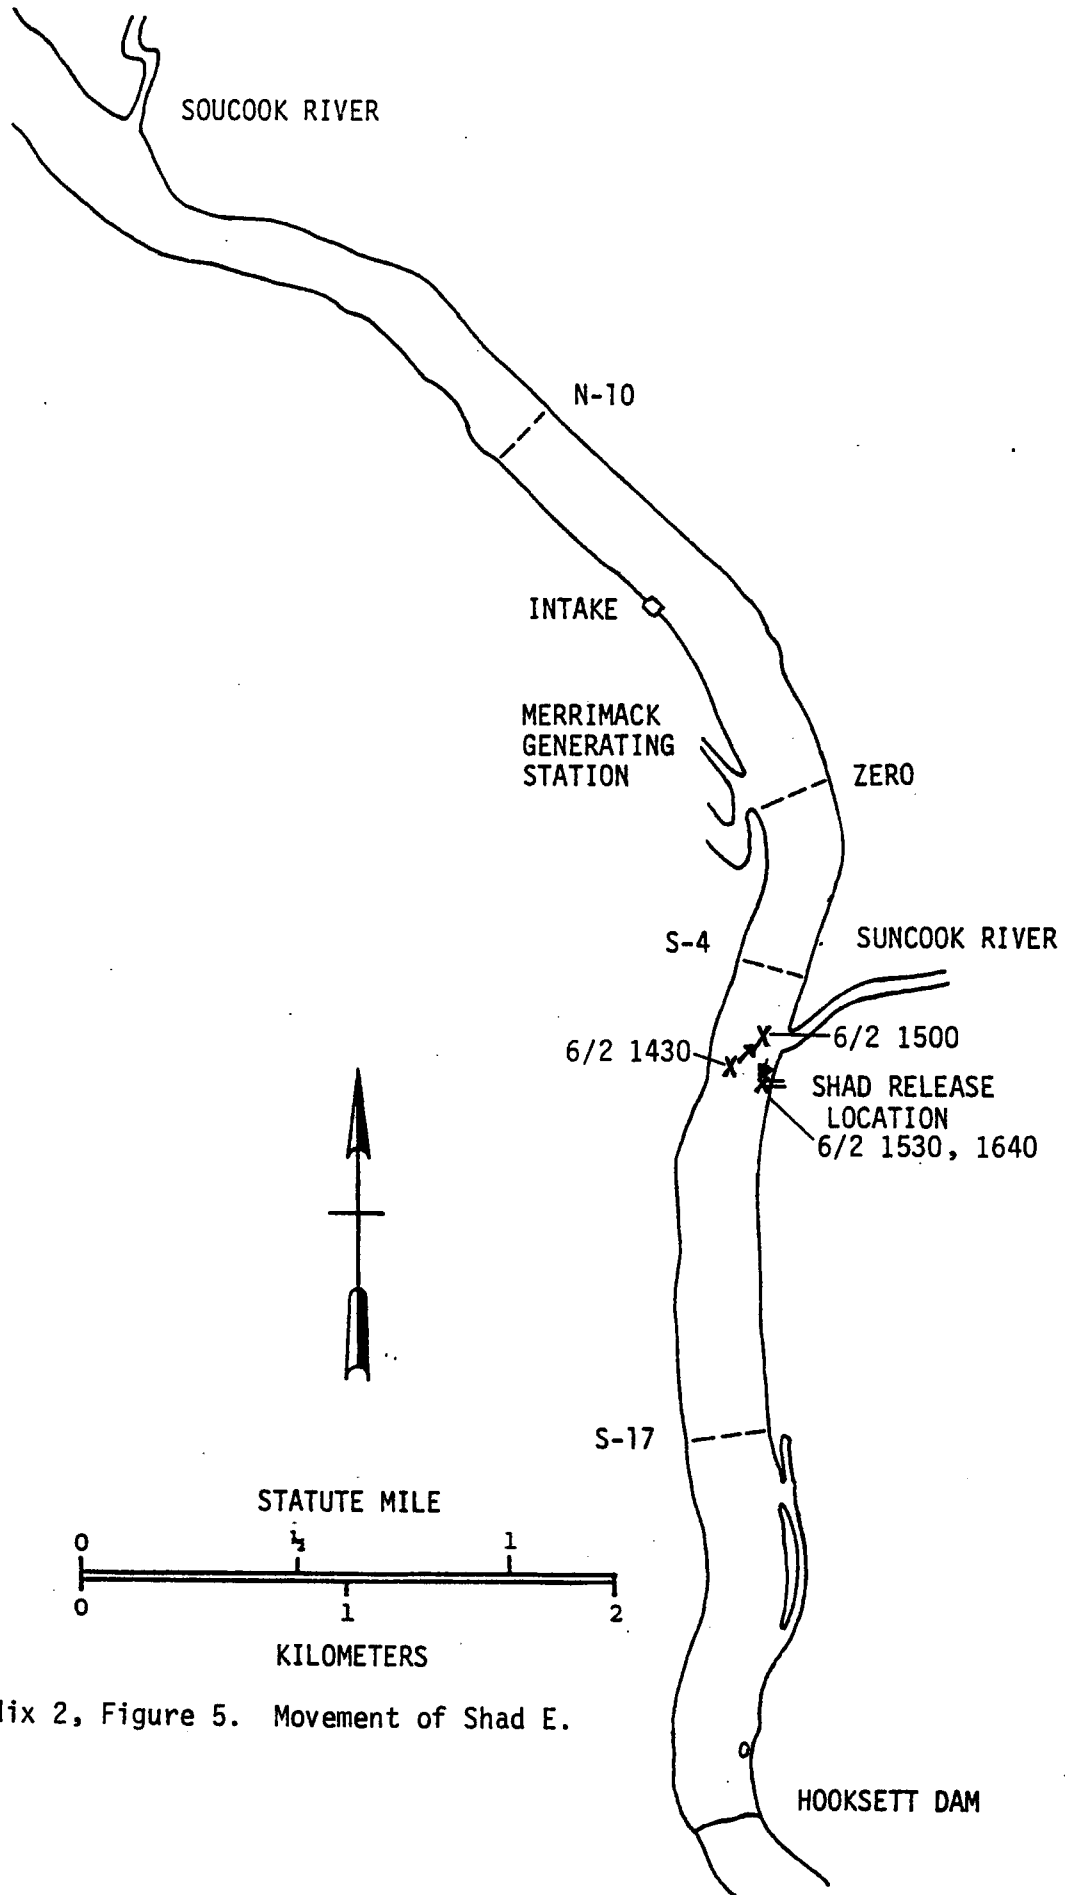 SOUCOOK RIVER
N-10
INTAKE
MERRIMACK
GENERATING
STATION
ZERO
S-4
SUNCOOK RIVER
6/2 1430
6/2 1500
SHAD RELEASE
LOCATION
6/2 1530, 1640
S-17
STATUTE MILE
0 ½ 1
0 1 2
KILOMETERS
dix 2, Figure 5. Movement of Shad E.
HOOKSETT DAM